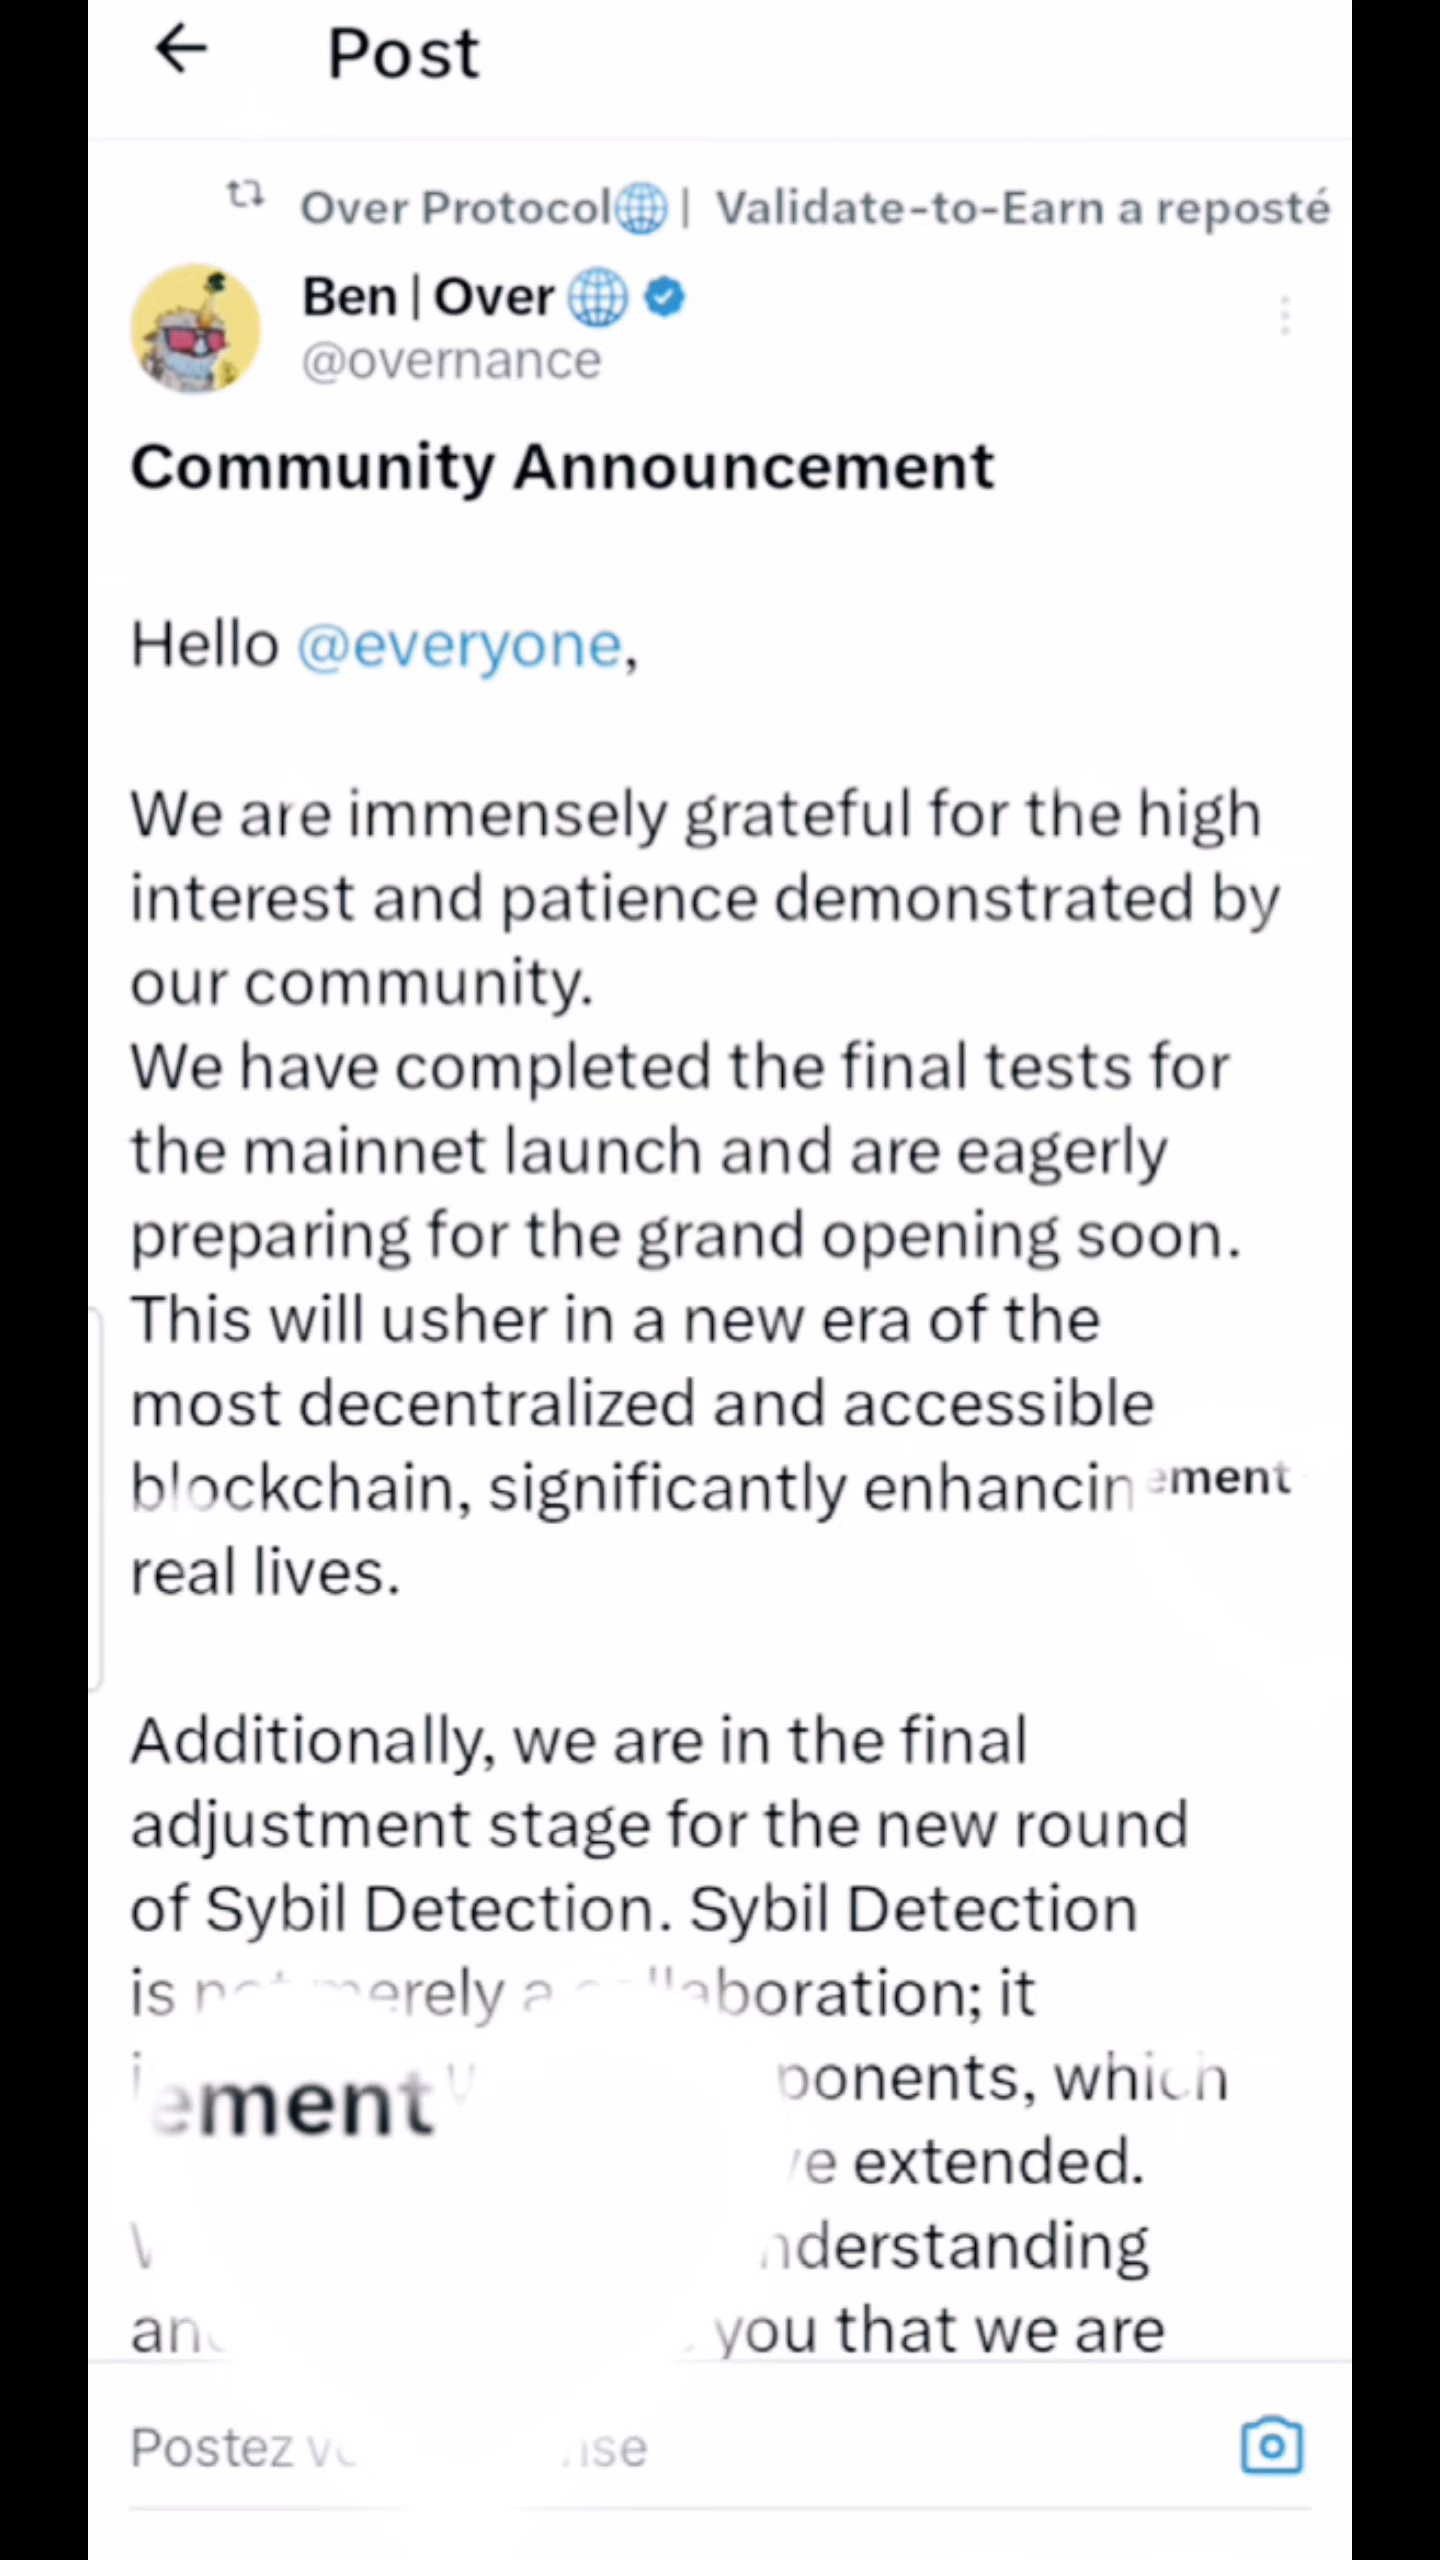 Post
Over Protocol🌐 | Validate-to-Earn a reposté
Ben | Over 🌐
@overnance
Community Announcement
Hello @everyone,
We are immensely grateful for the high
interest and patience demonstrated by
our community.
We have completed the final tests for
the mainnet launch and are eagerly
preparing for the grand opening soon.
This will usher in a new era of the
most decentralized and accessible
blockchain, significantly enhancin
ement
real lives.
Additionally, we are in the final
adjustment stage for the new round
of Sybil Detection. Sybil Detection
is merely boration; it
ement ponents, which
extended.
nderstanding
you that we are
Postez